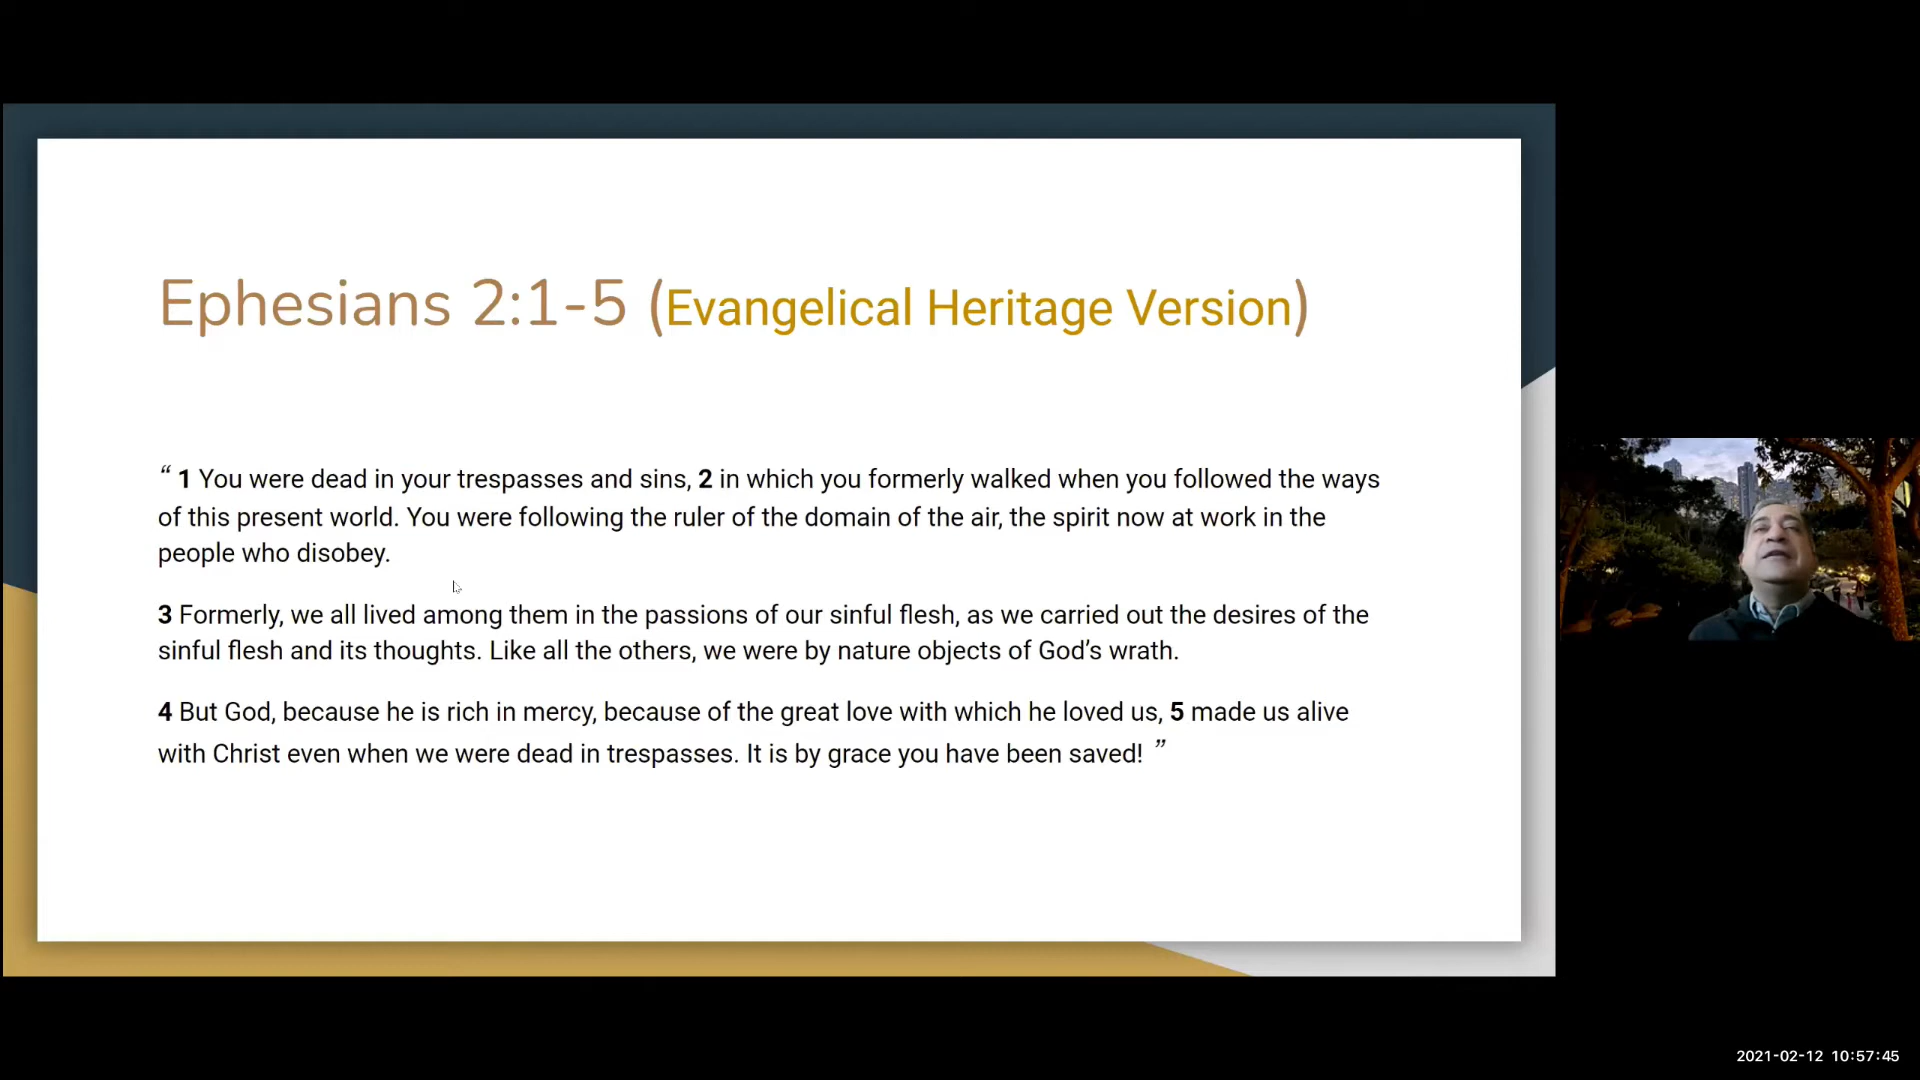 Ephesians 2:1-5 (Evangelical Heritage Version)
“ 1 You were dead in your trespasses and sins, 2 in which you formerly walked when you followed the ways
of this present world. You were following the ruler of the domain of the air, the spirit now at work in the
people who disobey.
3 Formerly, we all lived among them in the passions of our sinful flesh, as we carried out the desires of the
sinful flesh and its thoughts. Like all the others, we were by nature objects of God’s wrath.
4 But God, because he is rich in mercy, because of the great love with which he loved us, 5 made us alive
with Christ even when we were dead in trespasses. It is by grace you have been saved! ”
2021-02-12 10:57:45